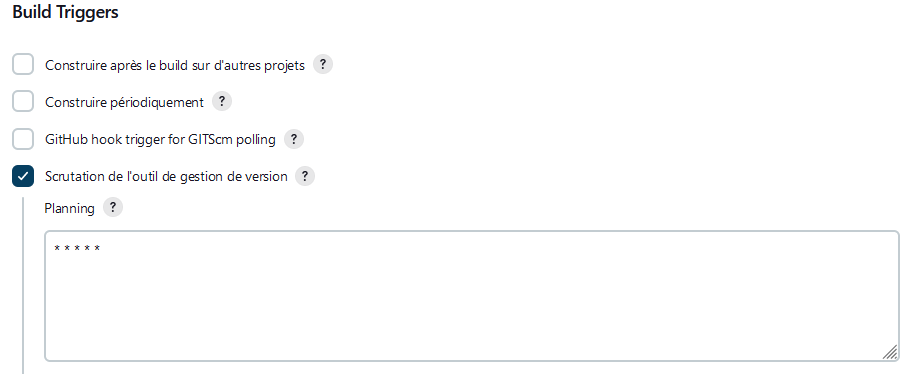 Build Triggers
Construire après le build sur d'autres projets ?
Construire périodiquement ?
GitHub hook trigger for GITScm polling ?
Scrutation de l'outil de gestion de version ?
Planning ?
* * * * *